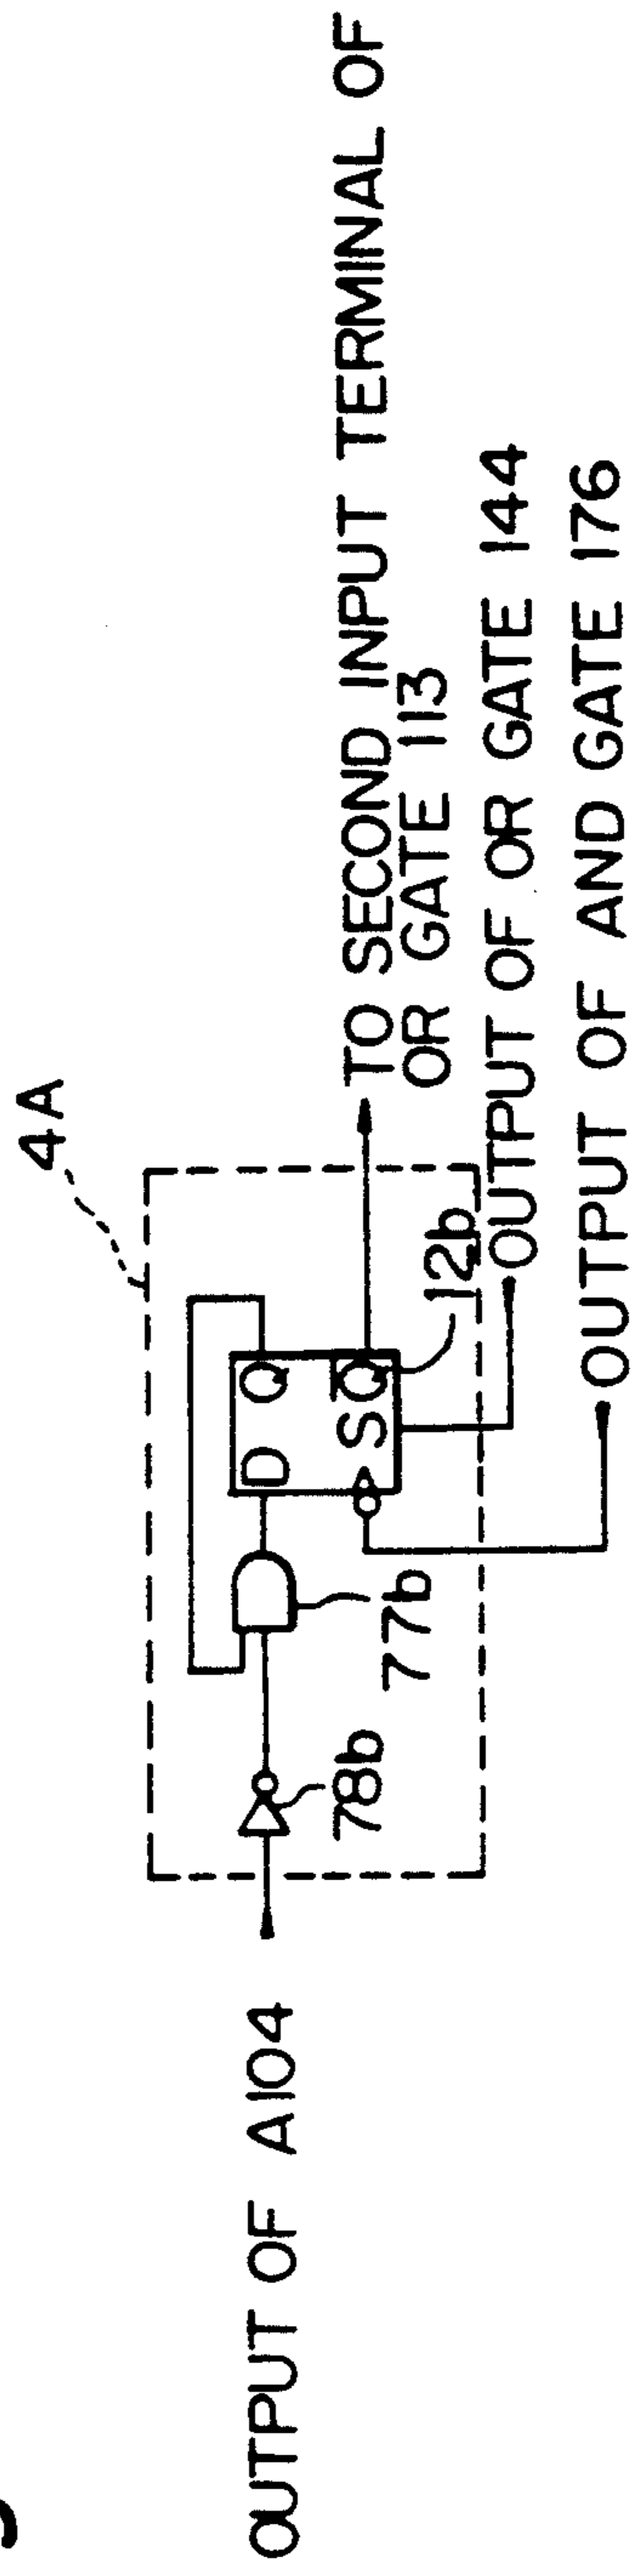 4A
OUTPUT OF A104
78b
77b
D
Q
S
Q̅
12b
TO SECOND INPUT TERMINAL OF
OR GATE 113
OUTPUT OF OR GATE 144
OUTPUT OF AND GATE 176